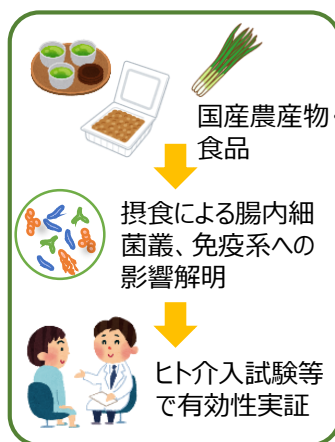 国産農産物・
食品
摂食による腸内細
菌叢、免疫系への
影響解明
ヒト介入試験等
で有効性実証